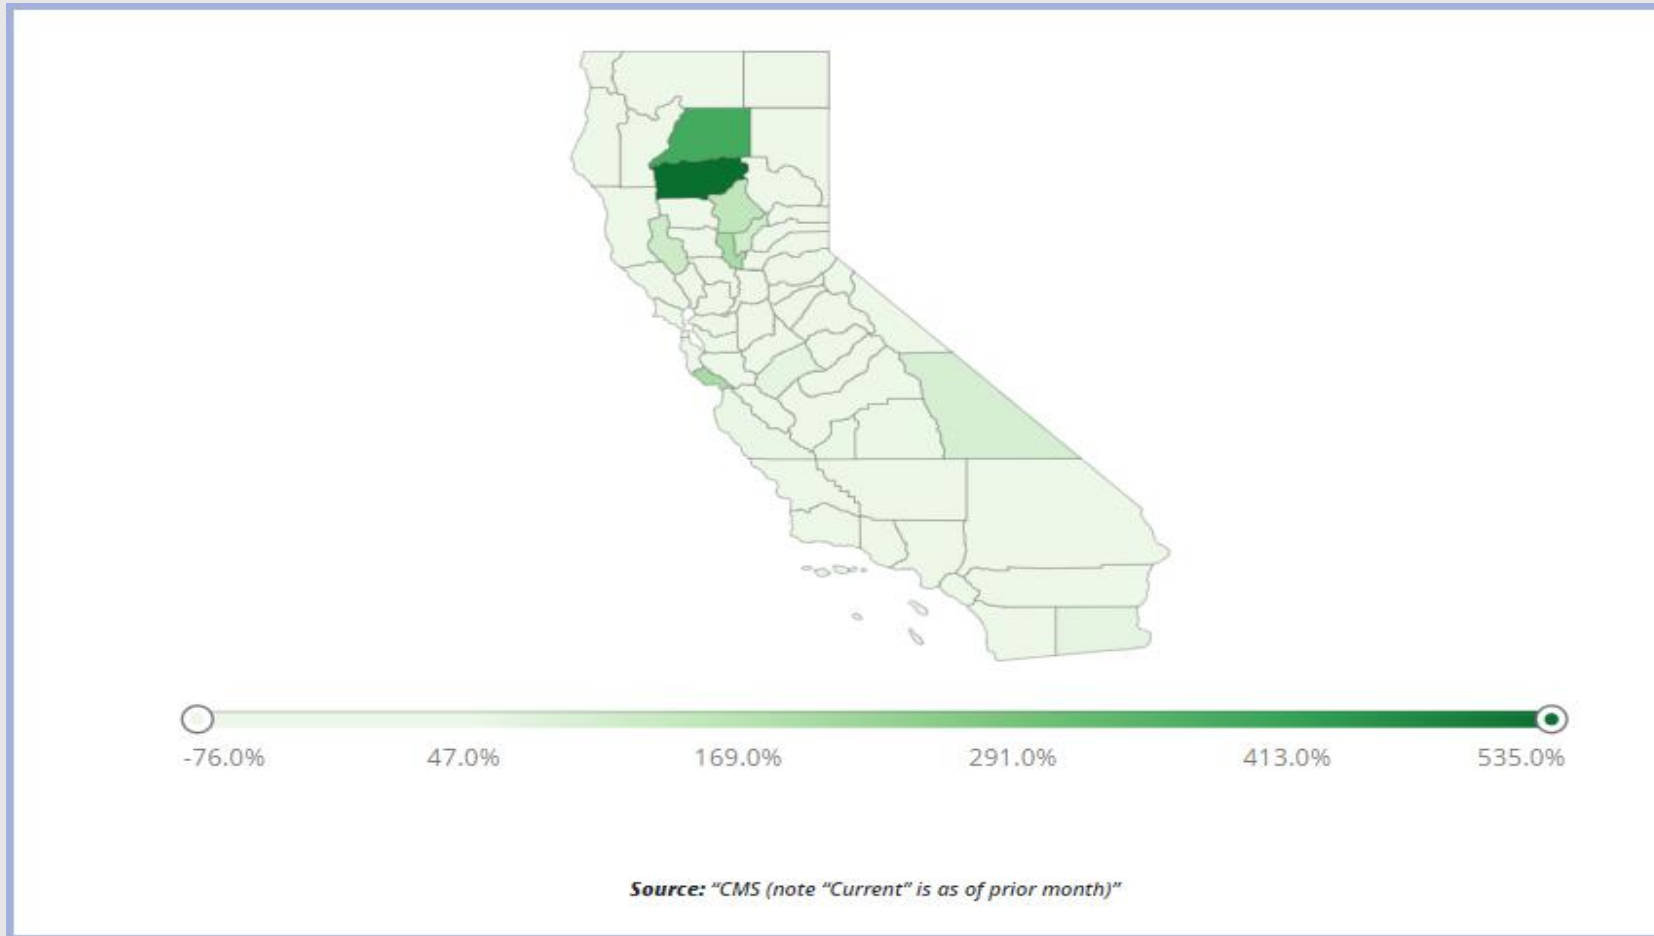 -76.0% 47.0% 169.0% 291.0% 413.0% 535.0%
Source: “CMS (note “Current” is as of prior month)”